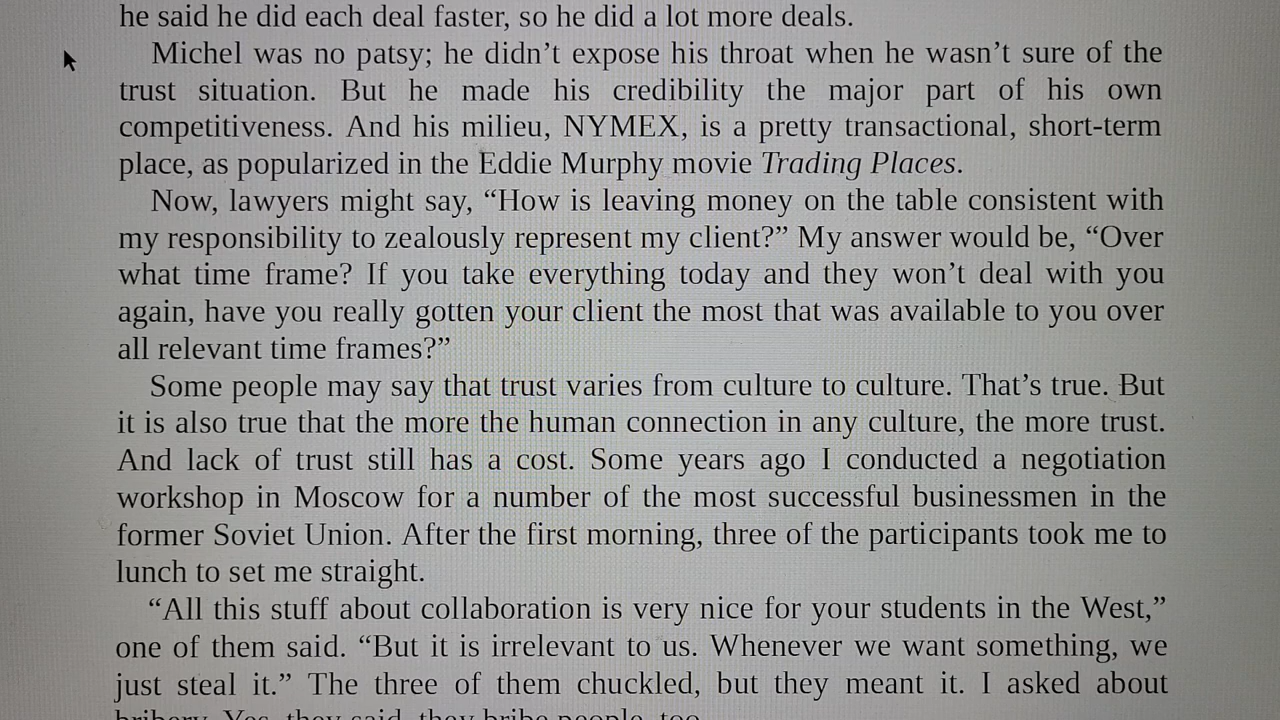 he said he did each deal faster, so he did a lot more deals.
Michel was no patsy; he didn’t expose his throat when he wasn’t sure of the
trust situation. But he made his credibility the major part of his own
competitiveness. And his milieu, NYMEX, is a pretty transactional, short-term
place, as popularized in the Eddie Murphy movie Trading Places.
Now, lawyers might say, “How is leaving money on the table consistent with
my responsibility to zealously represent my client?” My answer would be, “Over
what time frame? If you take everything today and they won’t deal with you
again, have you really gotten your client the most that was available to you over
all relevant time frames?”
Some people may say that trust varies from culture to culture. That’s true. But
it is also true that the more the human connection in any culture, the more trust.
And lack of trust still has a cost. Some years ago I conducted a negotiation
workshop in Moscow for a number of the most successful businessmen in the
former Soviet Union. After the first morning, three of the participants took me to
lunch to set me straight.
“All this stuff about collaboration is very nice for your students in the West,”
one of them said. “But it is irrelevant to us. Whenever we want something, we
just steal it.” The three of them chuckled, but they meant it. I asked about
bribery. Yes, they said, they bribe people, too.